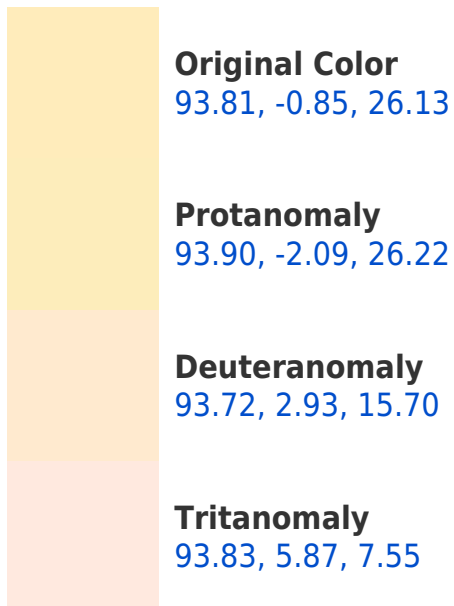 Original Color
93.81, -0.85, 26.13
Protanomaly
93.90, -2.09, 26.22
Deuteranomaly
93.72, 2.93, 15.70
Tritanomaly
93.83, 5.87, 7.55